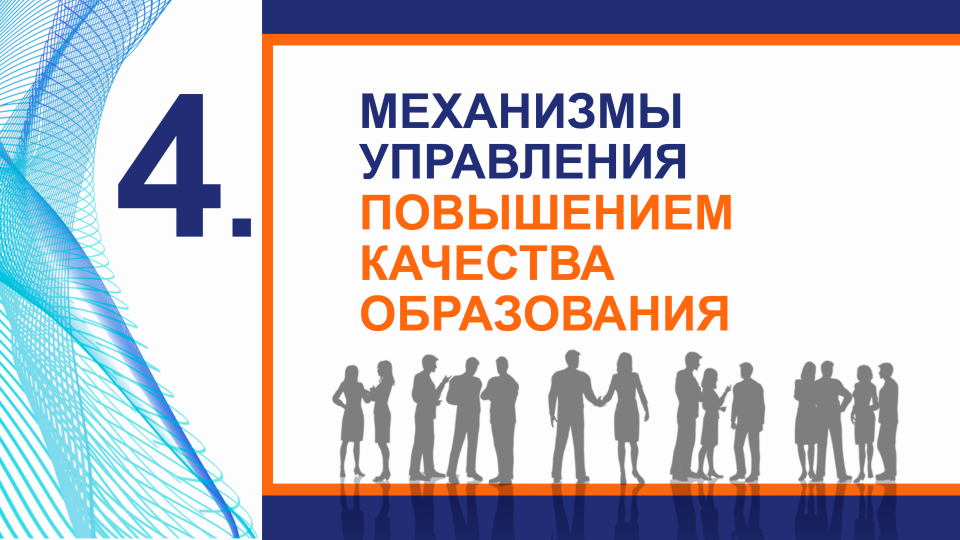 4.
МЕХАНИЗМЫ
УПРАВЛЕНИЯ
ПОВЫШЕНИЕМ
КАЧЕСТВА
ОБРАЗОВАНИЯ